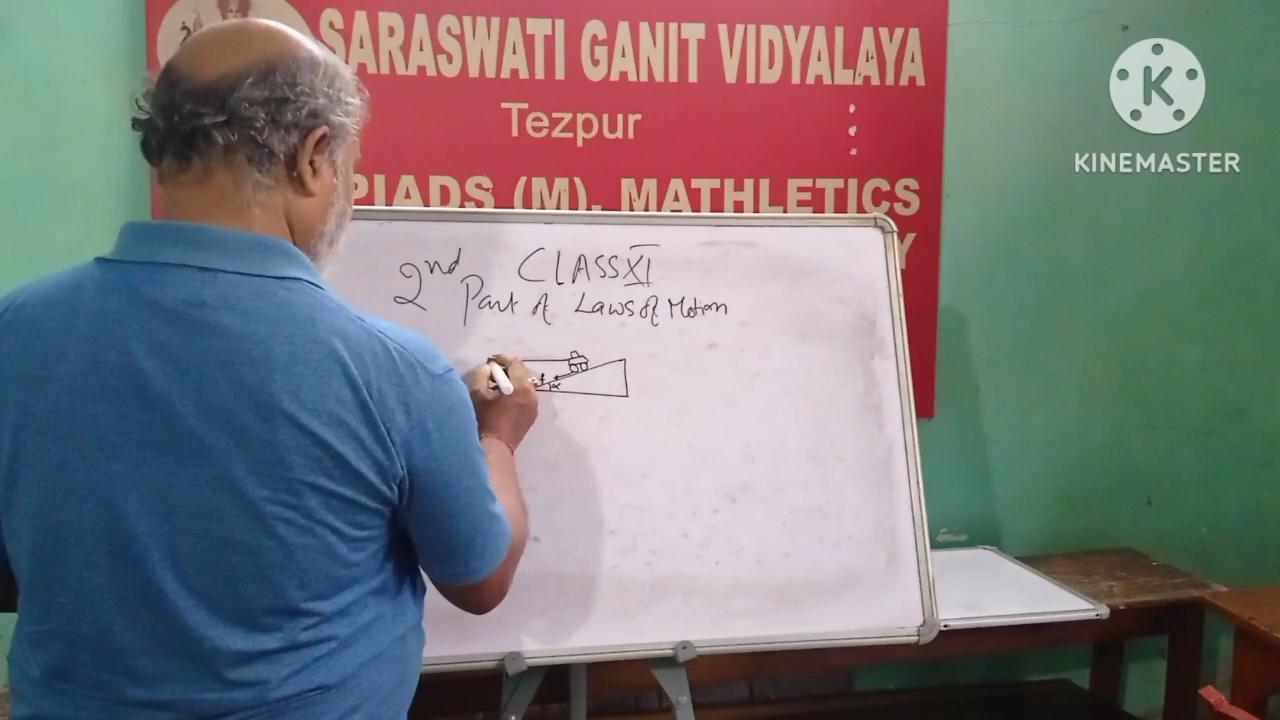 SARASWATI GANIT VIDYALAYA
Tezpur
PIADS (M), MATHLETICS
Y
K
KINEMASTER
CLASS XI
2nd Part of Laws of Motion
α